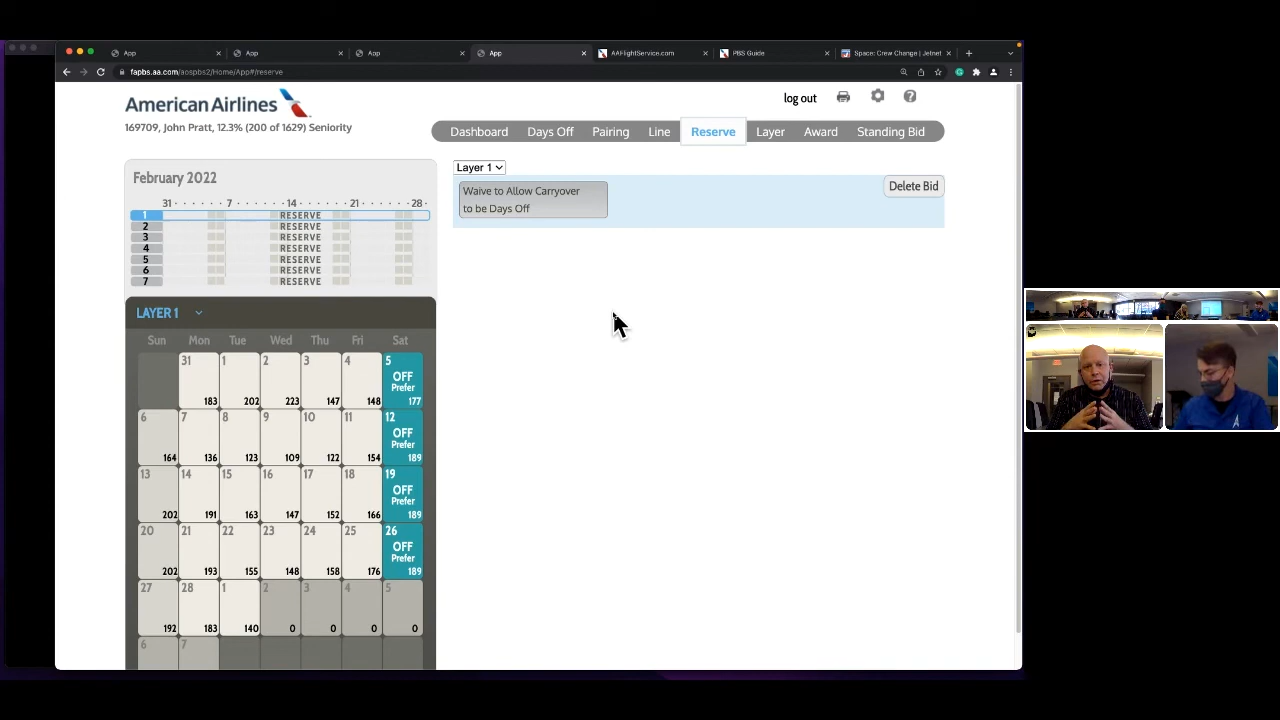 App
App
App
App
AAFlightService.com
PBS Guide
Space: Crew Change | Jetnet
fapbs.aa.com/aospbs2/Home/App#/reserve
American Airlines
log out
169709, John Pratt, 12.3% (200 of 1629) Seniority
Dashboard Days Off Pairing Line Reserve Layer Award Standing Bid
February 2022
31 · · · · · · 7 · · · · · · 14 · · · · · · 21 · · · · · · 28 ·
1 RESERVE
2 RESERVE
3 RESERVE
4 RESERVE
5 RESERVE
6 RESERVE
7 RESERVE
Layer 1
Waive to Allow Carryover
to be Days Off
Delete Bid
LAYER 1
Sun Mon Tue Wed Thu Fri Sat
31 1 2 3 4 5
OFF
Prefer
183 202 223 147 148 177
6 7 8 9 10 11 12
OFF
Prefer
164 136 123 109 122 154 189
13 14 15 16 17 18 19
OFF
Prefer
202 191 163 147 152 166 189
20 21 22 23 24 25 26
OFF
Prefer
202 193 155 148 158 176 189
27 28 1 2 3 4 5
192 183 140 0 0 0 0
6 7